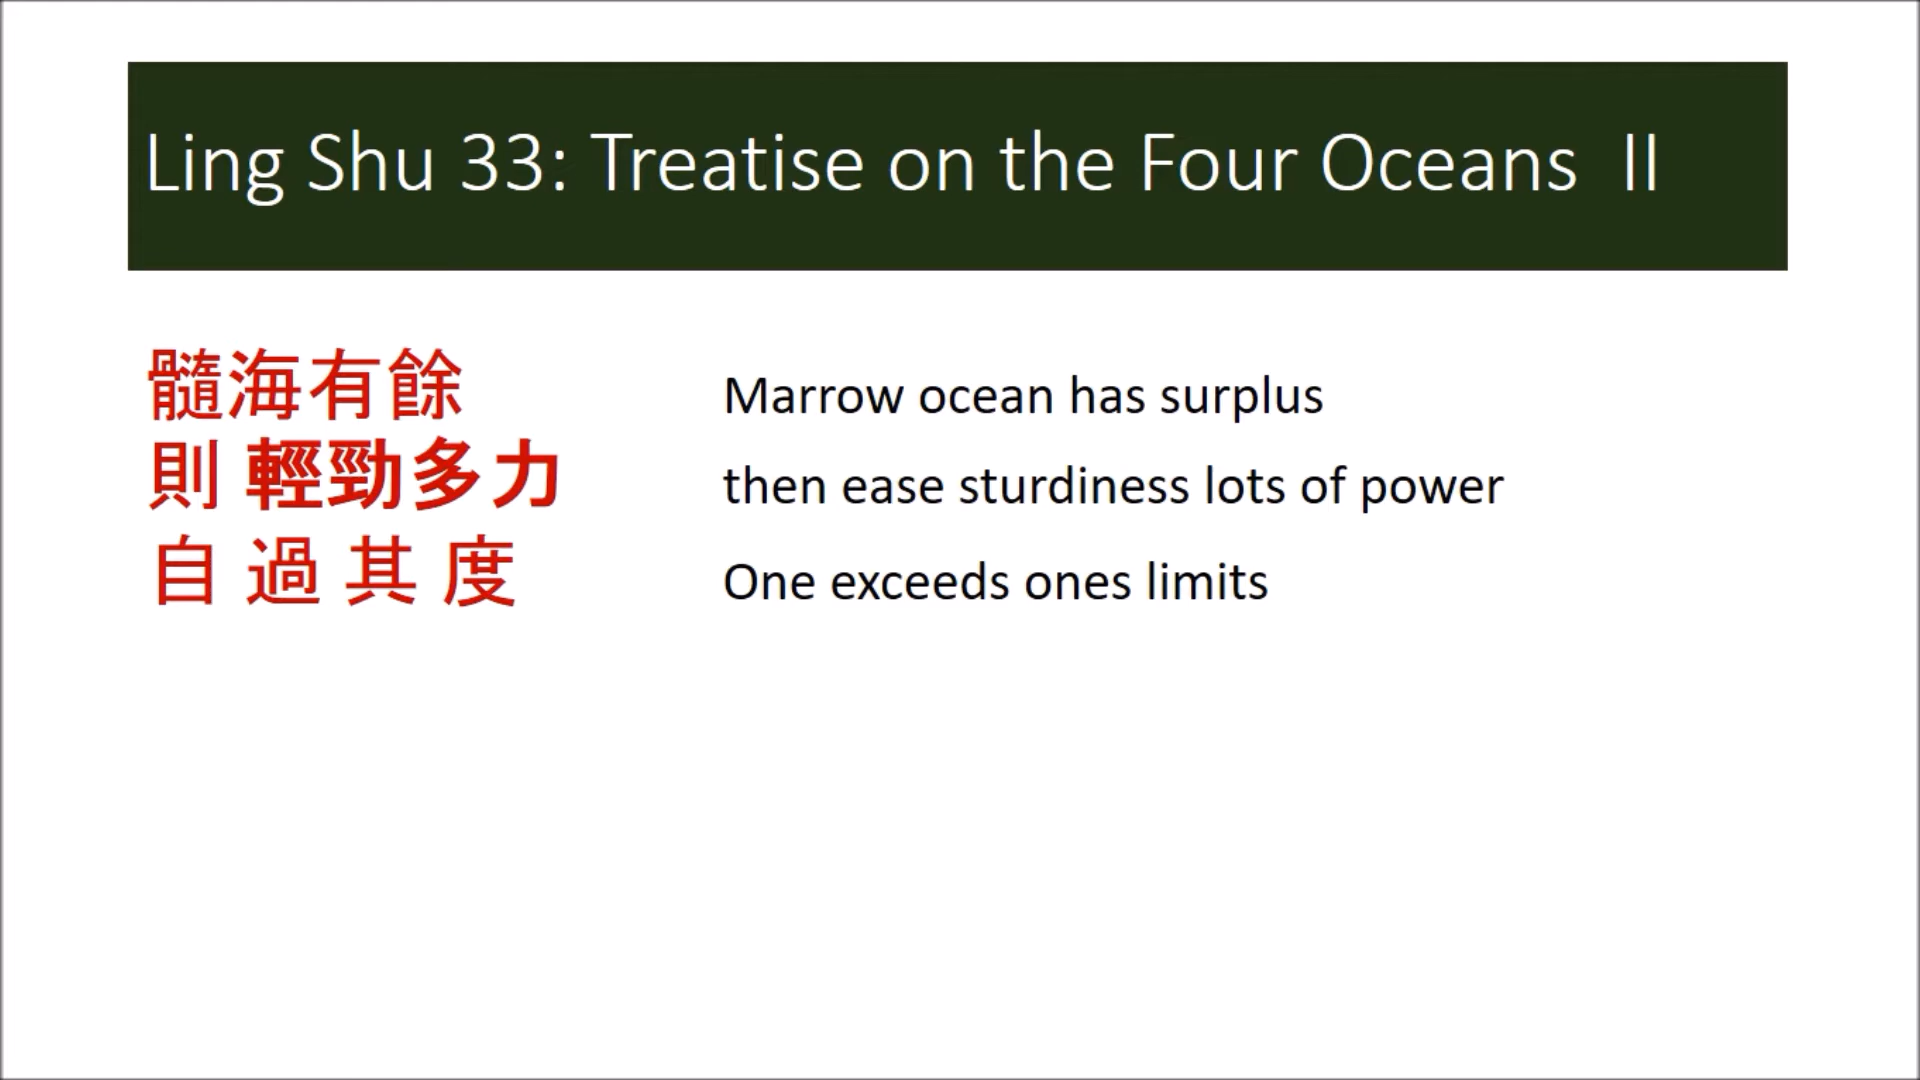 Ling Shu 33: Treatise on the Four Oceans II
髓海有餘 Marrow ocean has surplus
則 輕勁多力 then ease sturdiness lots of power
自 過 其 度 One exceeds ones limits